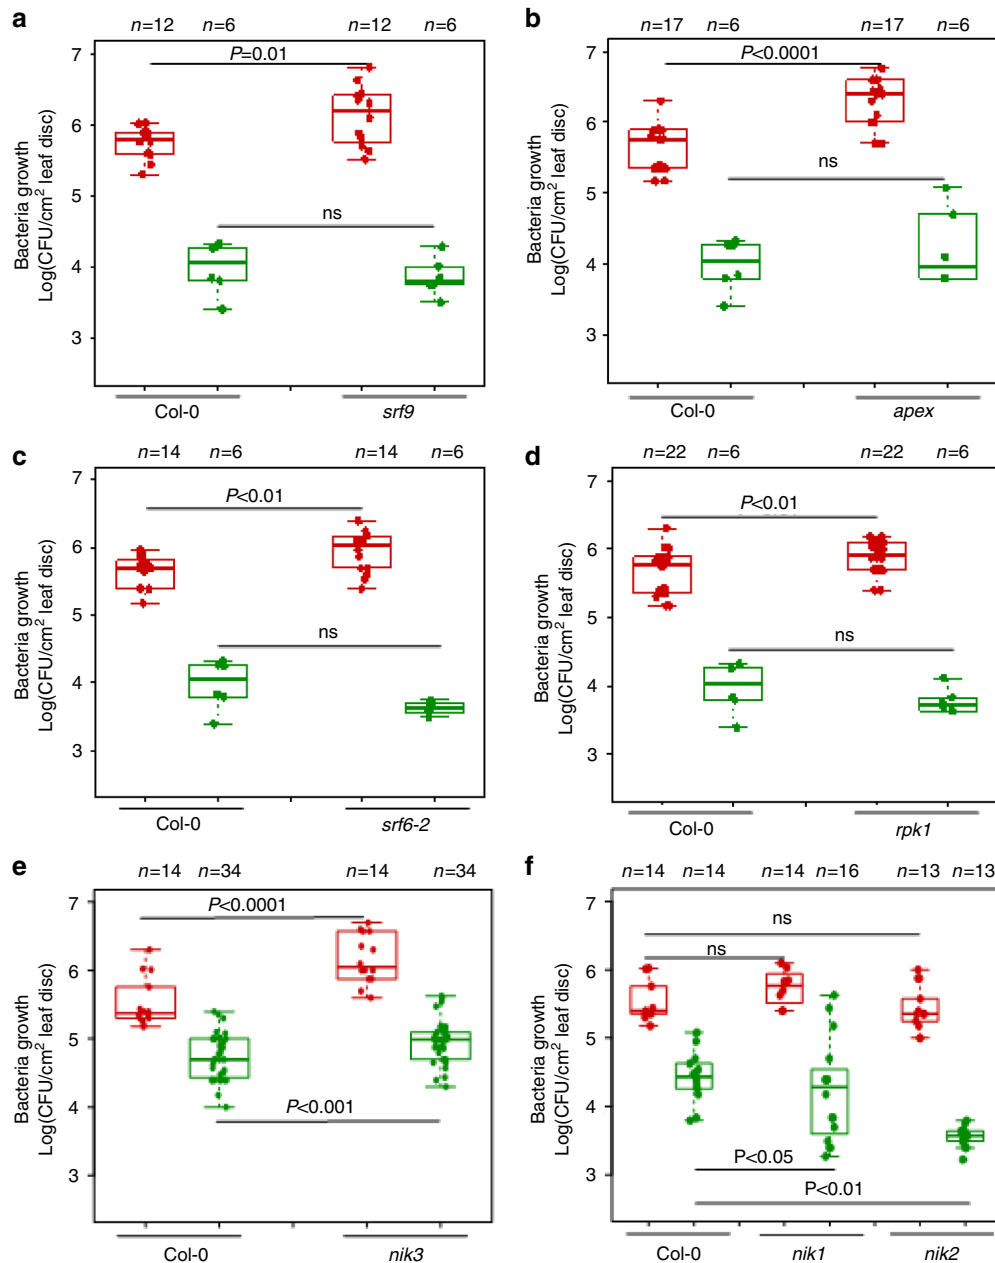 a
n=12 n=6 n=12 n=6
7
P=0.01
6
5
ns
4
3
Bacteria growth
Log(CFU/cm² leaf disc)
Col-0 srf9
b
n=17 n=6 n=17 n=6
7
P<0.0001
6
ns
5
4
3
Bacteria growth
Log(CFU/cm² leaf disc)
Col-0 apex
c
n=14 n=6 n=14 n=6
7
P<0.01
6
5
ns
4
3
Bacteria growth
Log(CFU/cm² leaf disc)
Col-0 srf6-2
d
n=22 n=6 n=22 n=6
7
P<0.01
6
5
ns
4
3
Bacteria growth
Log(CFU/cm² leaf disc)
Col-0 rpk1
e
n=14 n=34 n=14 n=34
7
P<0.0001
6
5
4
P<0.001
3
Bacteria growth
Log(CFU/cm² leaf disc)
Col-0 nik3
f
n=14 n=14 n=14 n=16 n=13 n=13
7
ns
ns
6
5
4
P<0.05
3
P<0.01
Bacteria growth
Log(CFU/cm² leaf disc)
Col-0 nik1 nik2